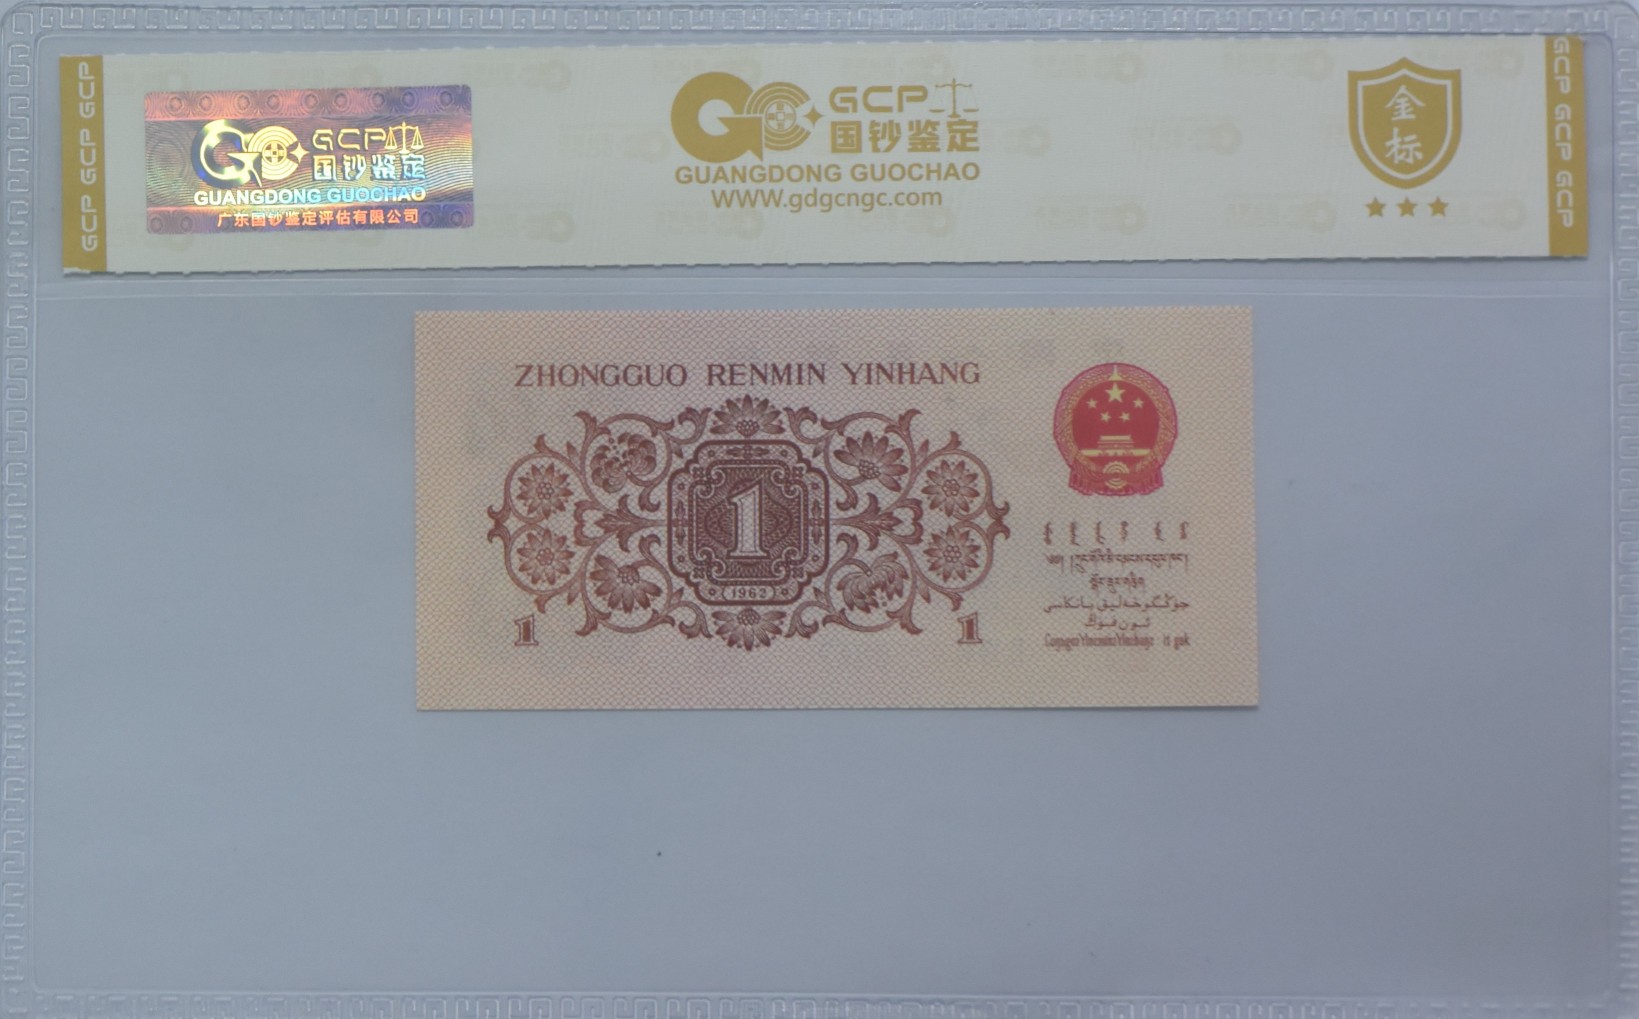 GCP GCP GCP
GCP
国钞鉴定
GUANGDONG GUOCHAO
广东国钞鉴定评估有限公司
GCP
国钞鉴定
GUANGDONG GUOCHAO
www.gdgcngc.com
金标
GCP GCP GCP
ZHONGGUO RENMIN YINHANG
1
1962
1
1